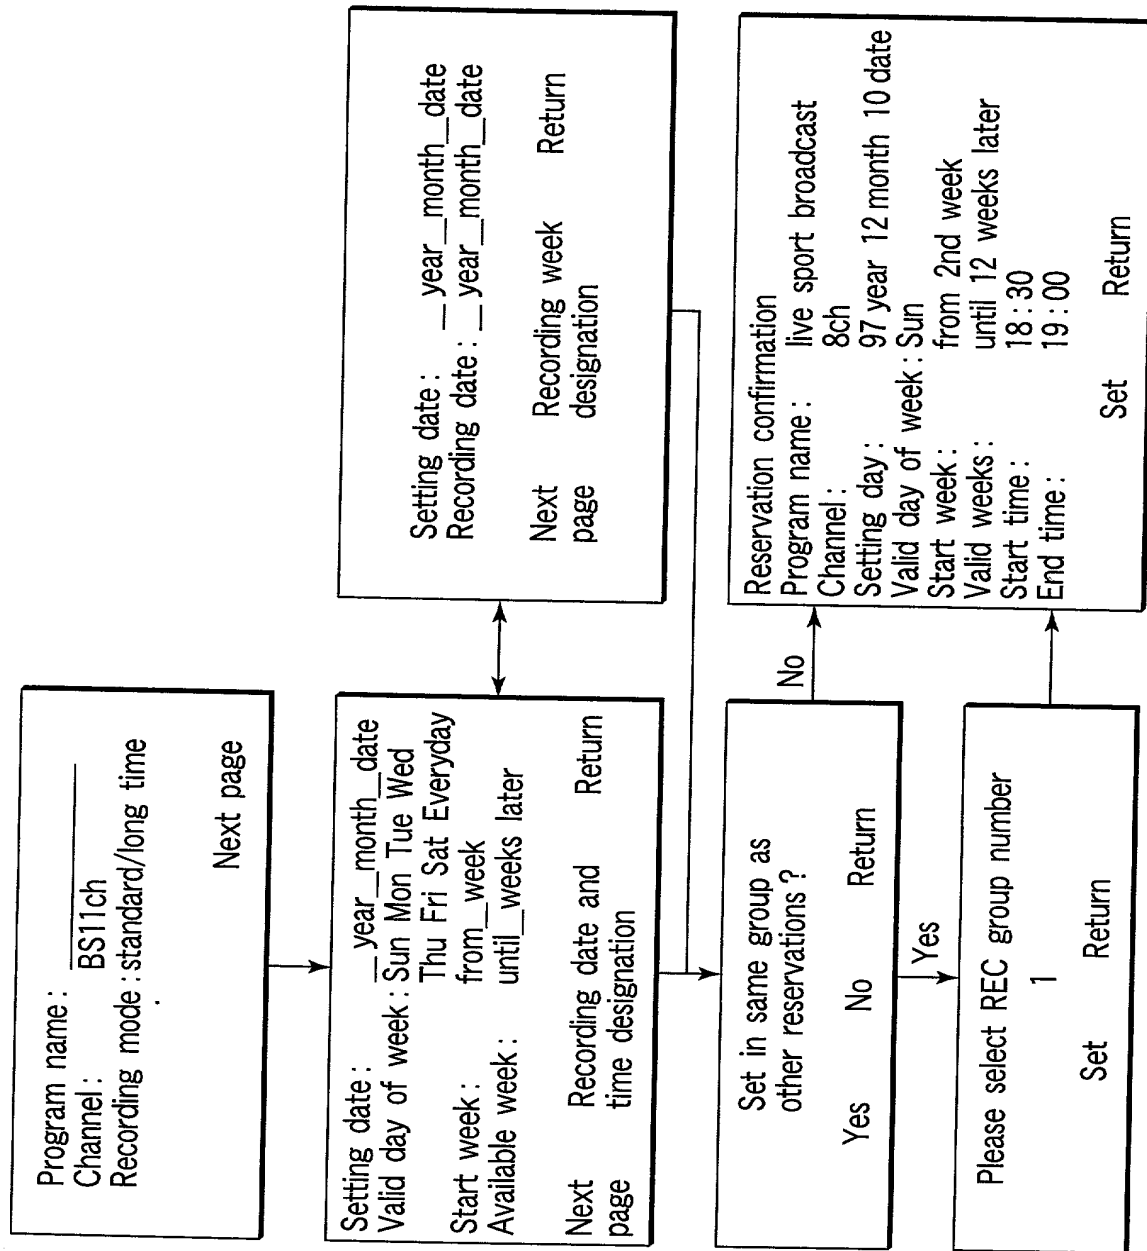 Program name :
Channel : BS11ch
Recording mode : standard/long time
Next page
Setting date : __year__month__date
Valid day of week : Sun Mon Tue Wed
Thu Fri Sat Everyday
Start week : from__week
Available week : until__weeks later
Next page
Recording date and time designation
Return
Setting date : __year__month__date
Recording date : __year__month__date
Next page
Recording week designation
Return
Set in same group as
other reservations ?
Yes No Return
No
Yes
Please select REC group number
1
Set Return
Reservation confirmation
Program name : live sport broadcast
Channel : 8ch
Setting day : 97 year 12 month 10 date
Valid day of week : Sun
Start week : from 2nd week
Valid weeks : until 12 weeks later
Start time : 18 : 30
End time : 19 : 00
Set Return